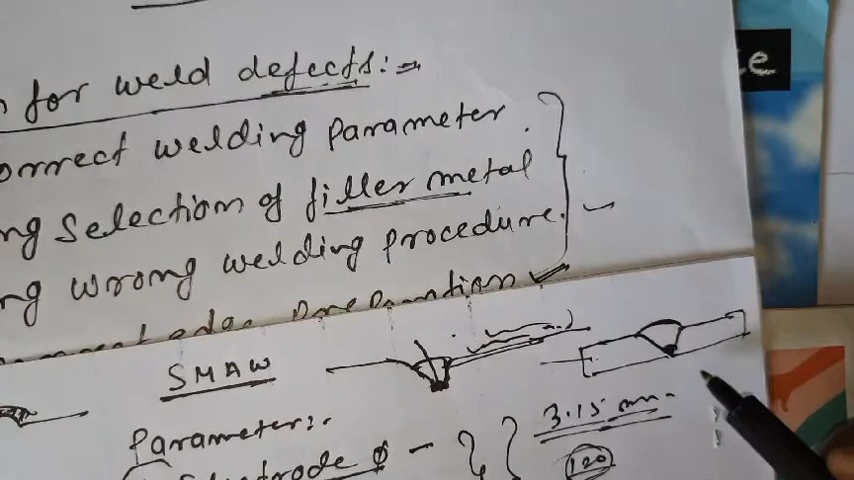 for weld defects:-
orrect welding parameter.
ng selection of filler metal
ng wrong welding procedure.
SMAW
Parameter:-
3.15 mm
120